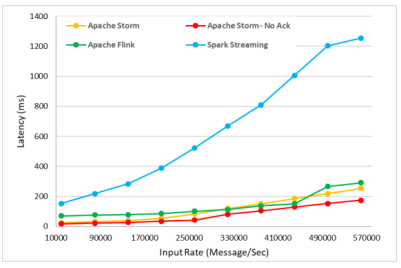 1400
Apache Storm
Apache Storm- No Ack
Apache Flink
Spark Streaming
1200
1000
800
600
400
200
0
Latency (ms)
10000 90000 170000 250000 330000 410000 490000 570000
Input Rate (Message/Sec)